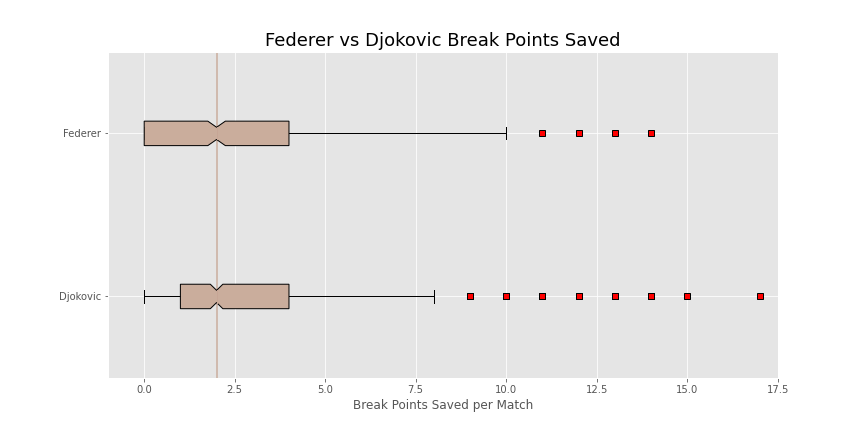 Federer vs Djokovic Break Points Saved
Federer
Djokovic
0.0 2.5 5.0 7.5 10.0 12.5 15.0 17.5
Break Points Saved per Match